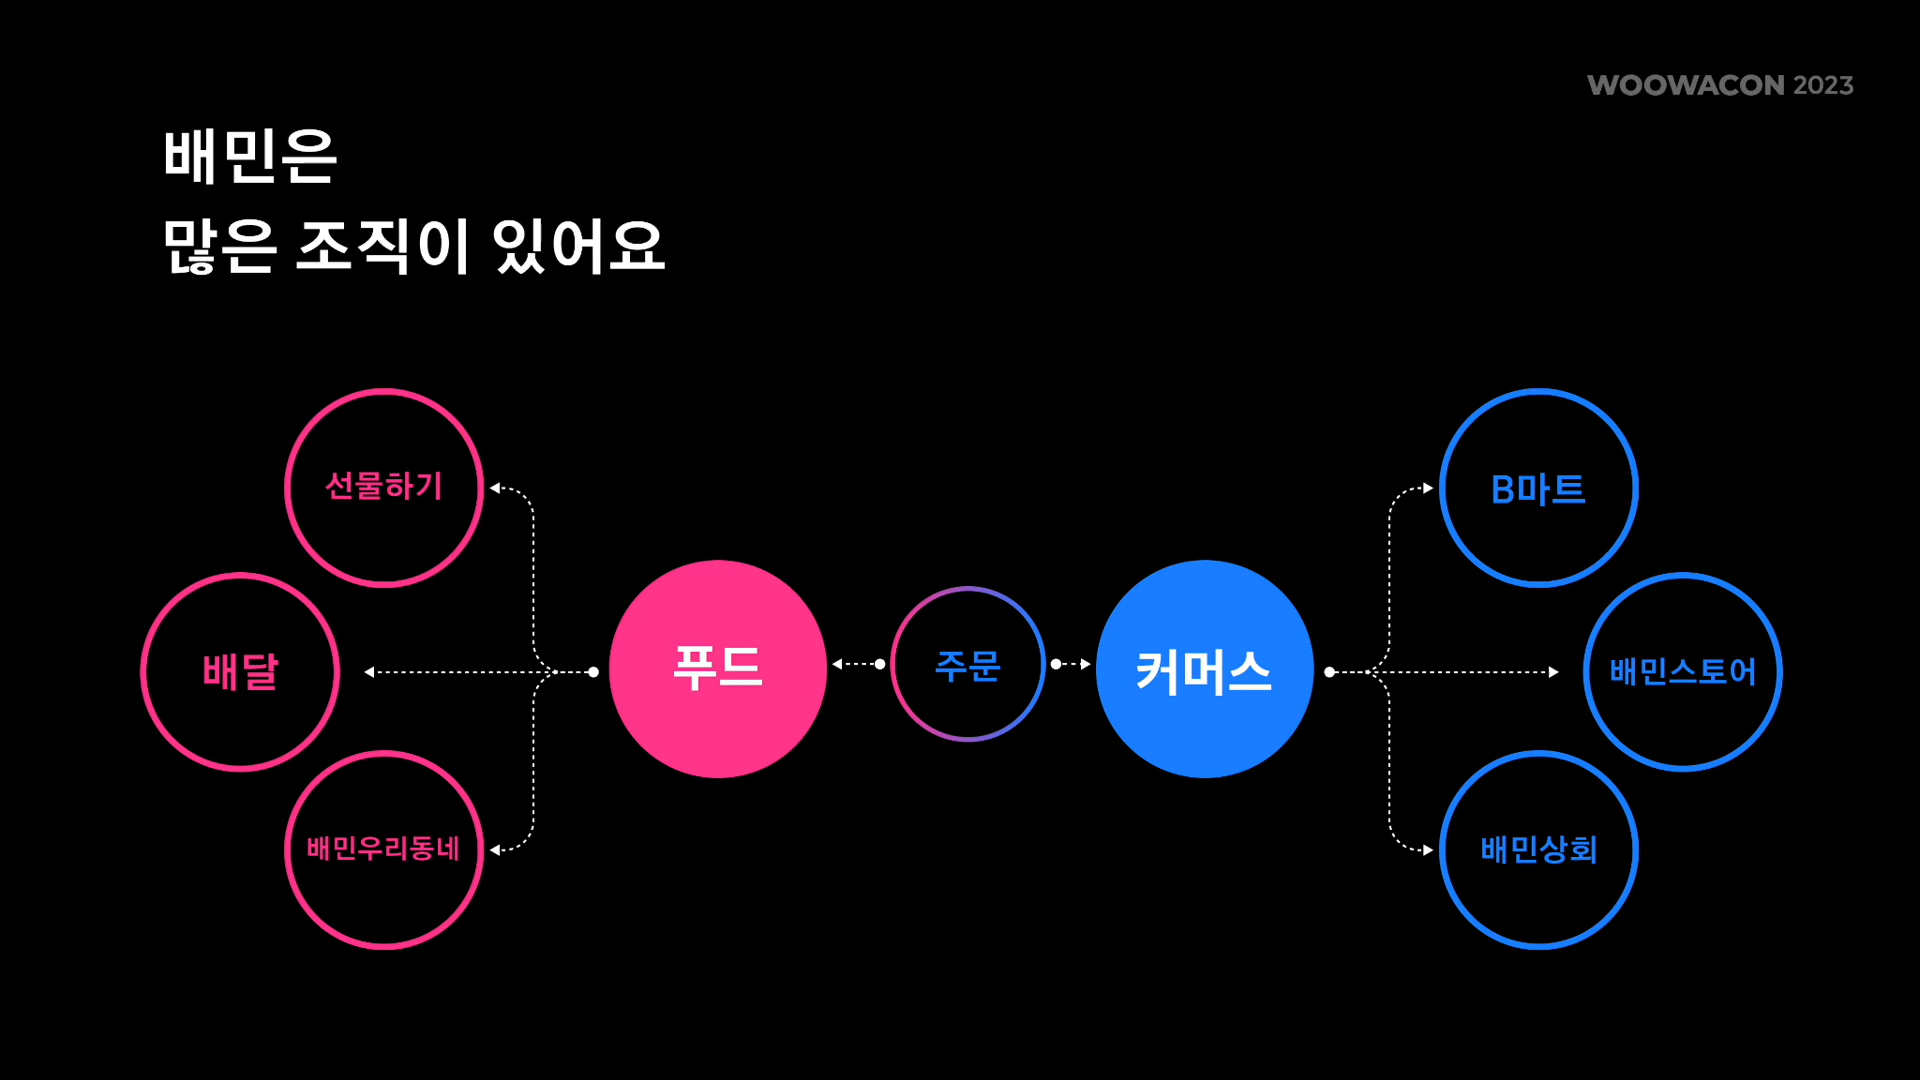 WOOWACON 2023
배민은
많은 조직이 있어요
선물하기
배달
배민우리동네
푸드
주문
커머스
B마트
배민스토어
배민상회